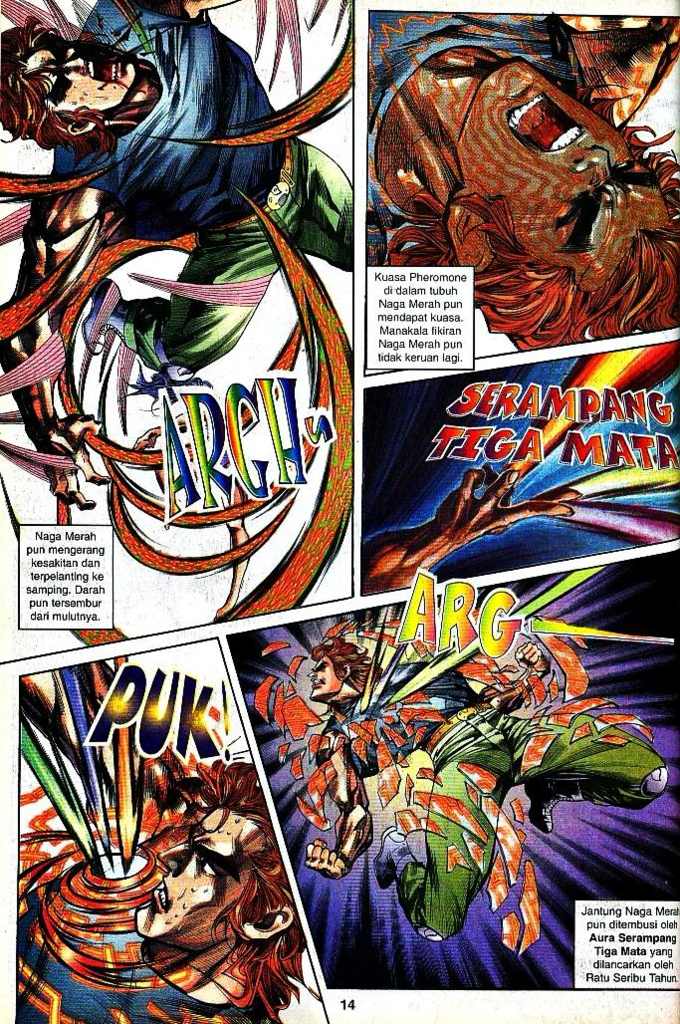 ARGH
Naga Merah
pun mengerang
kesakitan dan
terpelanting ke
samping. Darah
pun tersembur
dari mulutnya.
Kuasa Pheromone
di dalam tubuh
Naga Merah pun
mendapat kuasa.
Manakala fikiran
Naga Merah pun
tidak keruan lagi.
SERAMPANG
TIGA MATA
PUK!
ARG
Jantung Naga Merah
pun ditembusi oleh
Aura Serampang
Tiga Mata yang
dilancarkan oleh
Ratu Seribu Tahun.
14